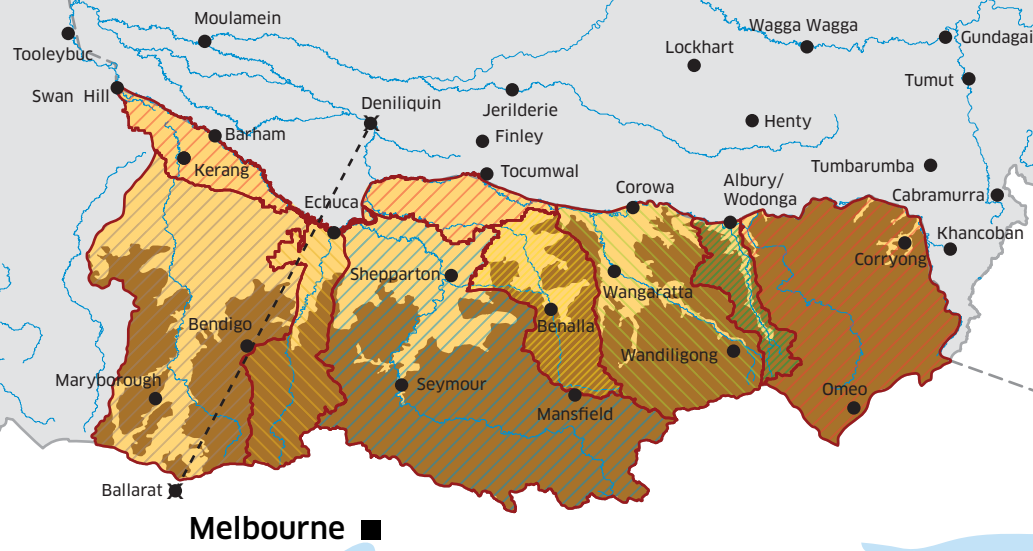 Moulamein
Wagga Wagga
Gundagai
Tooleybuc
Lockhart
Tumut
Swan Hill
Deniliquin
Jerilderie
Henty
Barham
Finley
Kerang
Tocumwal
Tumbarumba
Echuca
Corowa
Albury/
Wodonga
Cabramurra
Khancoban
Corryong
Shepparton
Wangaratta
Bendigo
Benalla
Wandiligong
Maryborough
Seymour
Omeo
Mansfield
Ballarat
Melbourne